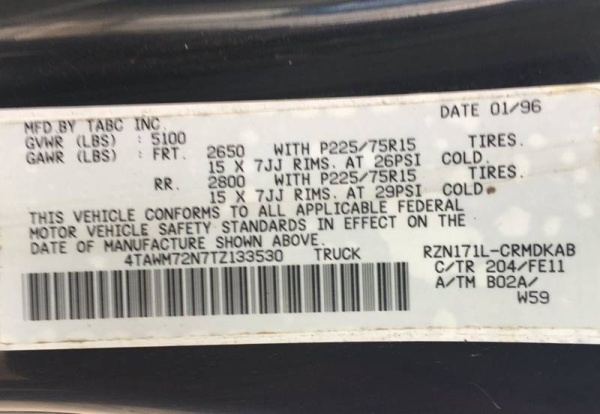 DATE 01/96
MFD BY TABC INC.
GVWR (LBS) : 5100
GAWR (LBS) : FRT. 2650 WITH P225/75R15 TIRES.
15 X 7JJ RIMS. AT 26PSI COLD.
RR. 2800 WITH P225/75R15 TIRES.
15 X 7JJ RIMS. AT 29PSI COLD.
THIS VEHICLE CONFORMS TO ALL APPLICABLE FEDERAL
MOTOR VEHICLE SAFETY STANDARDS IN EFFECT ON THE
DATE OF MANUFACTURE SHOWN ABOVE.
4TAWM72N7TZ133530 TRUCK RZN171L-CRMDKAB
C/TR 204/FE11
A/TM B02A/
W59